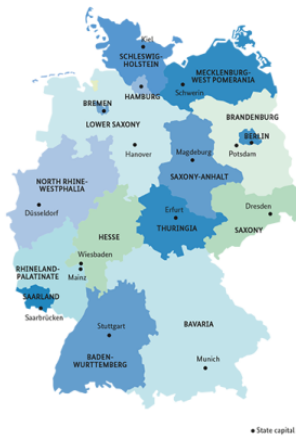 Kiel
SCHLESWIG-
HOLSTEIN
MECKLENBURG-
WEST POMERANIA
Schwerin
HAMBURG
BREMEN
LOWER SAXONY
BRANDENBURG
BERLIN
Potsdam
Hanover
Magdeburg
SAXONY-ANHALT
NORTH RHINE-
WESTPHALIA
Düsseldorf
Erfurt
THURINGIA
Dresden
SAXONY
HESSE
Wiesbaden
Mainz
RHINELAND-
PALATINATE
SAARLAND
Saarbrücken
Stuttgart
BADEN-
WURTTEMBERG
BAVARIA
Munich
State capital